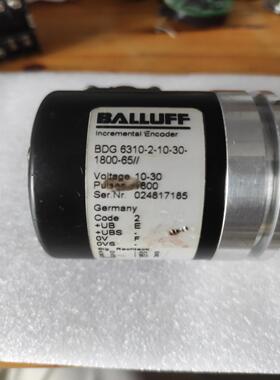 BALLUFF
Incremental Encoder
BDG 6310-2-10-30-
1800-65//
Voltage 10-30
1800
Ser.Nr. 024817185
Germany
Code 2
+UB E
+UBS -
0V F
0VS -